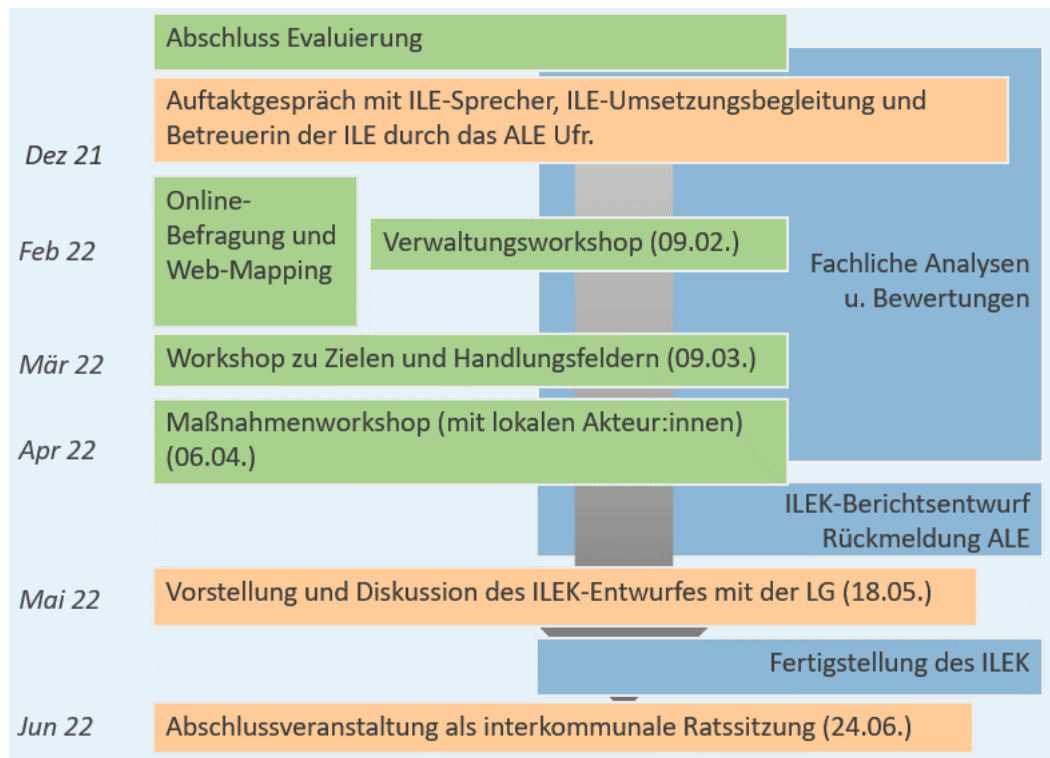 Abschluss Evaluierung
Auftaktgespräch mit ILE-Sprecher, ILE-Umsetzungsbegleitung und
Betreuerin der ILE durch das ALE Ufr.
Dez 21
Online-
Befragung und
Web-Mapping
Feb 22
Verwaltungsworkshop (09.02.)
Fachliche Analysen
u. Bewertungen
Mär 22
Workshop zu Zielen und Handlungsfeldern (09.03.)
Apr 22
Maßnahmenworkshop (mit lokalen Akteur:innen)
(06.04.)
ILEK-Berichtsentwurf
Rückmeldung ALE
Mai 22
Vorstellung und Diskussion des ILEK-Entwurfes mit der LG (18.05.)
Fertigstellung des ILEK
Jun 22
Abschlussveranstaltung als interkommunale Ratssitzung (24.06.)